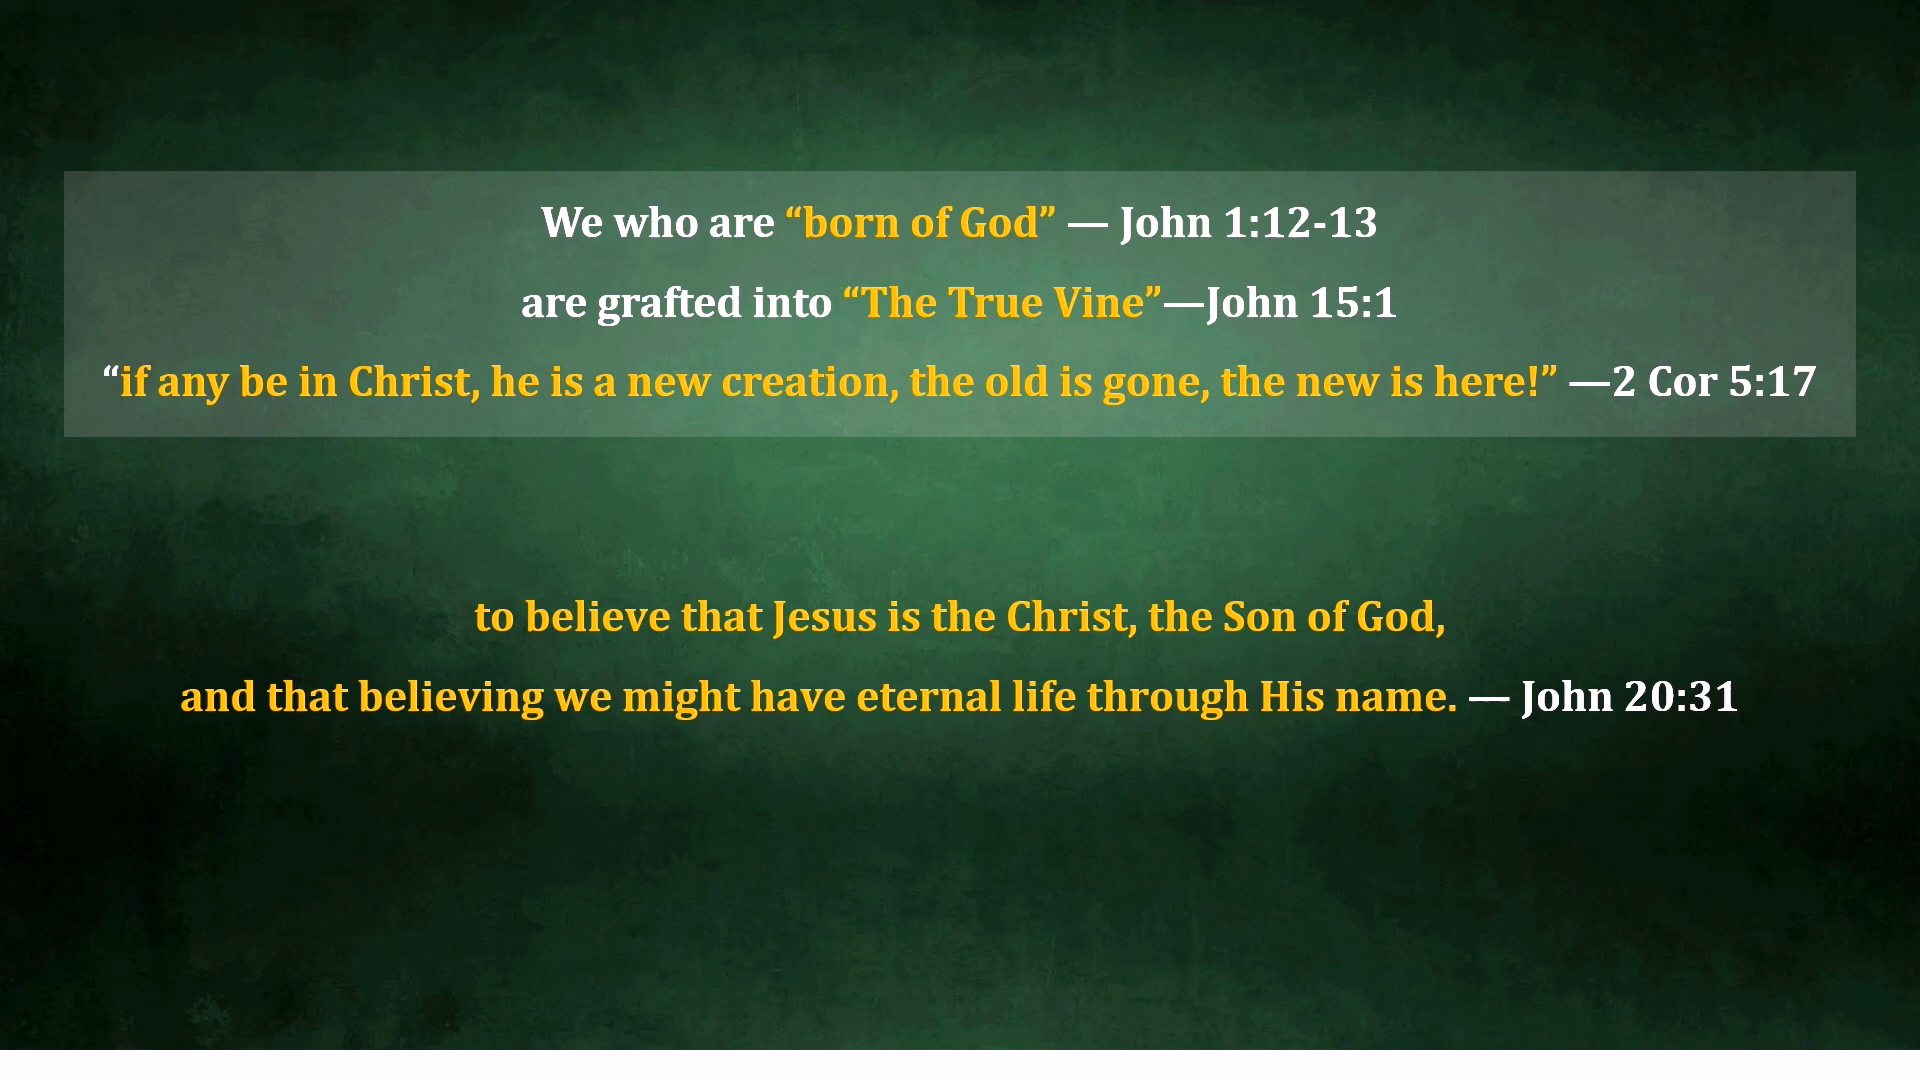 We who are “born of God” — John 1:12-13
are grafted into “The True Vine”—John 15:1
“if any be in Christ, he is a new creation, the old is gone, the new is here!” —2 Cor 5:17
to believe that Jesus is the Christ, the Son of God,
and that believing we might have eternal life through His name. — John 20:31